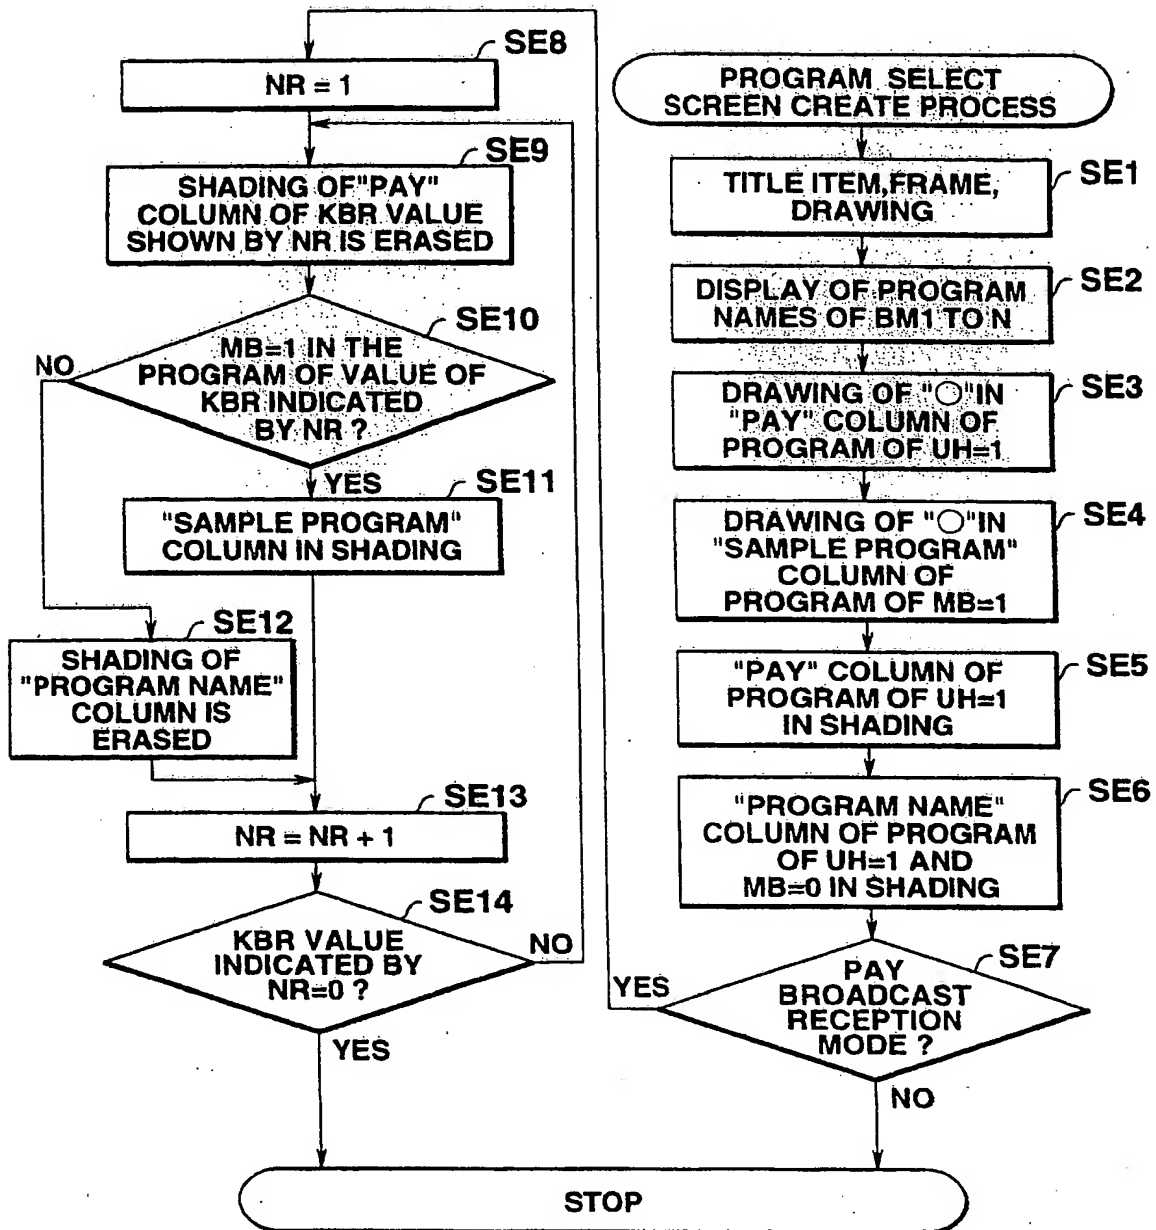 PROGRAM SELECT
SCREEN CREATE PROCESS
SE1
TITLE ITEM,FRAME,
DRAWING
SE2
DISPLAY OF PROGRAM
NAMES OF BM1 TO N
SE3
DRAWING OF "○"IN
"PAY" COLUMN OF
PROGRAM OF UH=1
SE4
DRAWING OF "○"IN
"SAMPLE PROGRAM"
COLUMN OF
PROGRAM OF MB=1
SE5
"PAY" COLUMN OF
PROGRAM OF UH=1
IN SHADING
SE6
"PROGRAM NAME"
COLUMN OF PROGRAM
OF UH=1 AND
MB=0 IN SHADING
SE7
PAY
BROADCAST
RECEPTION
MODE ?
YES
NO
SE8
NR = 1
SE9
SHADING OF"PAY"
COLUMN OF KBR VALUE
SHOWN BY NR IS ERASED
SE10
MB=1 IN THE
PROGRAM OF VALUE OF
KBR INDICATED
BY NR ?
NO
YES
SE11
"SAMPLE PROGRAM"
COLUMN IN SHADING
SE12
SHADING OF
"PROGRAM NAME"
COLUMN IS
ERASED
SE13
NR = NR + 1
SE14
KBR VALUE
INDICATED BY
NR=0 ?
NO
YES
STOP